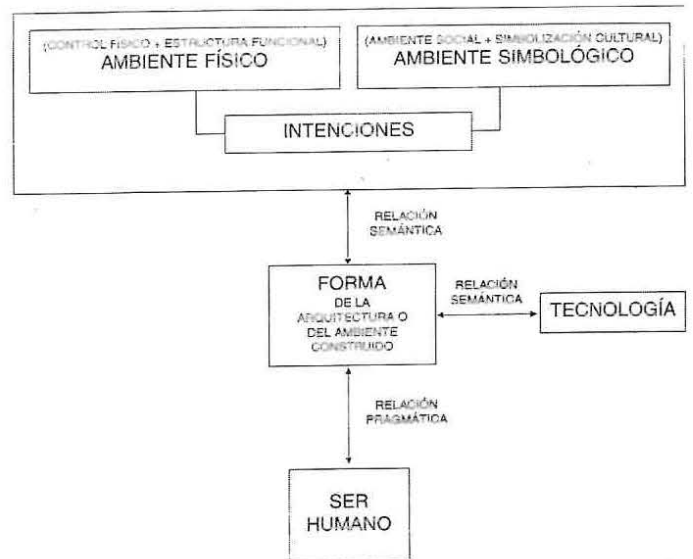 (CONTROL FÍSICO + ESTRUCTURA FUNCIONAL)
AMBIENTE FÍSICO
(AMBIENTE SOCIAL + SIMBOLIZACIÓN CULTURAL)
AMBIENTE SIMBOLÓGICO
INTENCIONES
RELACIÓN
SEMÁNTICA
FORMA
DE LA
ARQUITECTURA O
DEL AMBIENTE
CONSTRUIDO
RELACIÓN
SEMÁNTICA
TECNOLOGÍA
RELACIÓN
PRAGMÁTICA
SER
HUMANO